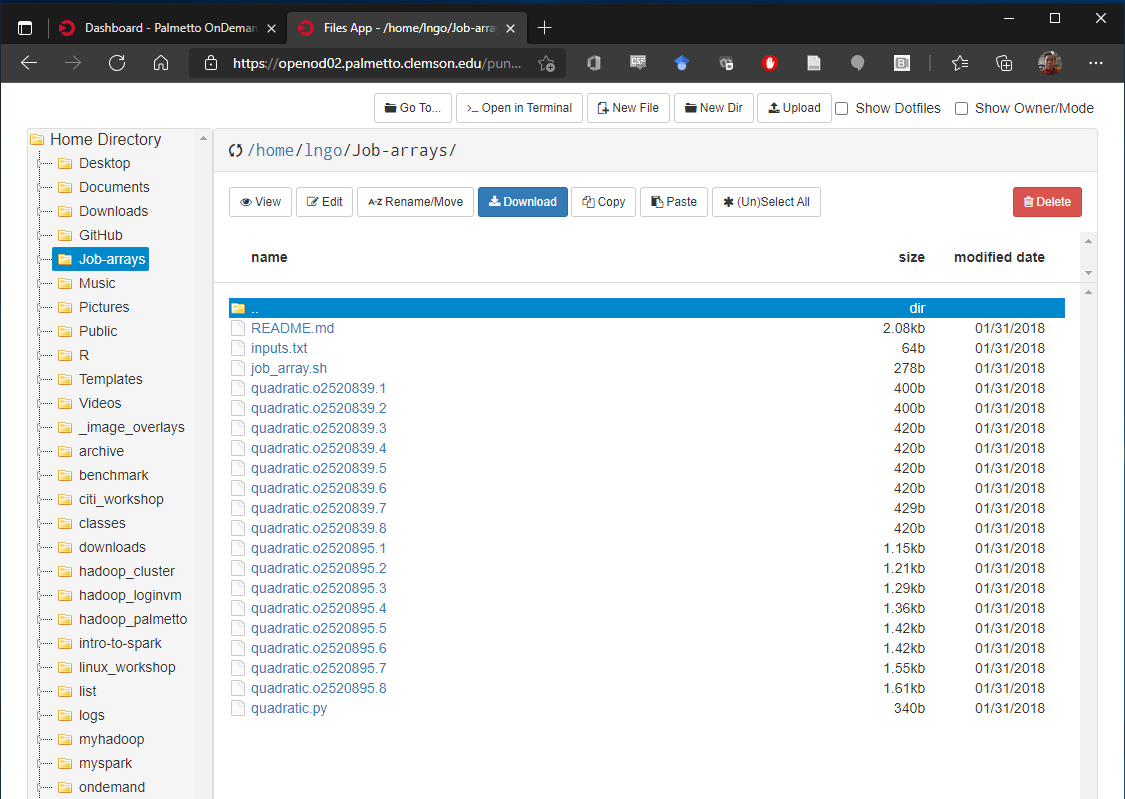 Dashboard - Palmetto OnDeman
Files App - /home/lngo/Job-arra
https://openod02.palmetto.clemson.edu/pun...
CSS
B
Go To... >_ Open in Terminal New File New Dir Upload Show Dotfiles Show Owner/Mode
Home Directory
Desktop
Documents
Downloads
GitHub
Job-arrays
Music
Pictures
Public
R
Templates
Videos
_image_overlays
archive
benchmark
citi_workshop
classes
downloads
hadoop_cluster
hadoop_loginvm
hadoop_palmetto
intro-to-spark
linux_workshop
list
logs
myhadoop
myspark
ondemand
/home/lngo/Job-arrays/
View Edit A-Z Rename/Move Download Copy Paste (Un)Select All Delete
name size modified date
.. dir
README.md 2.08kb 01/31/2018
inputs.txt 64b 01/31/2018
job_array.sh 278b 01/31/2018
quadratic.o2520839.1 400b 01/31/2018
quadratic.o2520839.2 400b 01/31/2018
quadratic.o2520839.3 420b 01/31/2018
quadratic.o2520839.4 420b 01/31/2018
quadratic.o2520839.5 420b 01/31/2018
quadratic.o2520839.6 420b 01/31/2018
quadratic.o2520839.7 429b 01/31/2018
quadratic.o2520839.8 420b 01/31/2018
quadratic.o2520895.1 1.15kb 01/31/2018
quadratic.o2520895.2 1.21kb 01/31/2018
quadratic.o2520895.3 1.29kb 01/31/2018
quadratic.o2520895.4 1.36kb 01/31/2018
quadratic.o2520895.5 1.42kb 01/31/2018
quadratic.o2520895.6 1.42kb 01/31/2018
quadratic.o2520895.7 1.55kb 01/31/2018
quadratic.o2520895.8 1.61kb 01/31/2018
quadratic.py 340b 01/31/2018